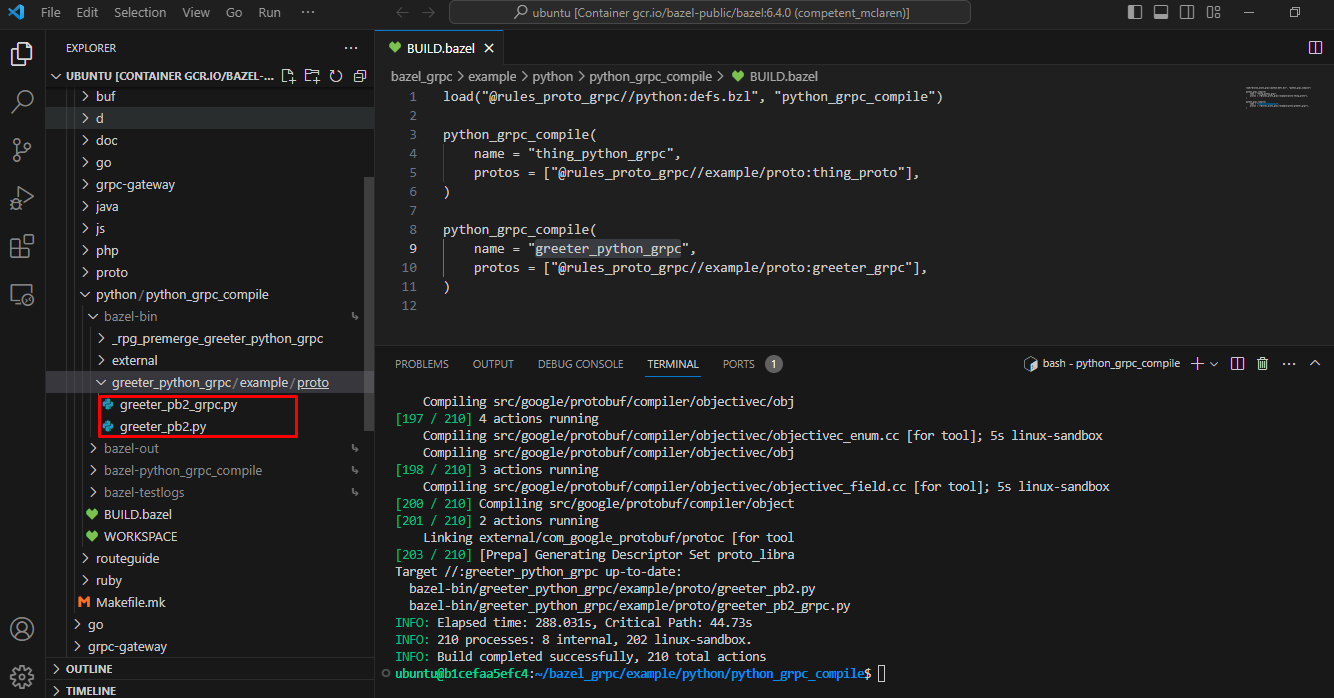 File Edit Selection View Go Run ···
ubuntu [Container gcr.io/bazel-public/bazel:6.4.0 (competent_mclaren)]
EXPLORER
UBUNTU [CONTAINER GCR.IO/BAZEL-...
buf
d
doc
go
grpc-gateway
java
js
php
proto
python/python_grpc_compile
bazel-bin
_rpg_premerge_greeter_python_grpc
external
greeter_python_grpc/example/proto
greeter_pb2_grpc.py
greeter_pb2.py
bazel-out
bazel-python_grpc_compile
bazel-testlogs
BUILD.bazel
WORKSPACE
routeguide
ruby
Makefile.mk
go
grpc-gateway
OUTLINE
TIMELINE
BUILD.bazel
bazel_grpc > example > python > python_grpc_compile > BUILD.bazel
1 load("@rules_proto_grpc//python:defs.bzl", "python_grpc_compile")
2
3 python_grpc_compile(
4 name = "thing_python_grpc",
5 protos = ["@rules_proto_grpc//example/proto:thing_proto"],
6 )
7
8 python_grpc_compile(
9 name = "greeter_python_grpc",
10 protos = ["@rules_proto_grpc//example/proto:greeter_grpc"],
11 )
12
PROBLEMS OUTPUT DEBUG CONSOLE TERMINAL PORTS 1
bash - python_grpc_compile
Compiling src/google/protobuf/compiler/objectivec/obj
[197 / 210] 4 actions running
Compiling src/google/protobuf/compiler/objectivec/objectivec_enum.cc [for tool]; 5s linux-sandbox
Compiling src/google/protobuf/compiler/objectivec/obj
[198 / 210] 3 actions running
Compiling src/google/protobuf/compiler/objectivec/objectivec_field.cc [for tool]; 5s linux-sandbox
[200 / 210] Compiling src/google/protobuf/compiler/object
[201 / 210] 2 actions running
Linking external/com_google_protobuf/protoc [for tool
[203 / 210] [Prepa] Generating Descriptor Set proto_libra
Target //:greeter_python_grpc up-to-date:
bazel-bin/greeter_python_grpc/example/proto/greeter_pb2.py
bazel-bin/greeter_python_grpc/example/proto/greeter_pb2_grpc.py
INFO: Elapsed time: 288.031s, Critical Path: 44.73s
INFO: 210 processes: 8 internal, 202 linux-sandbox.
INFO: Build completed successfully, 210 total actions
ubuntu@b1cefaa5efc4:~/bazel_grpc/example/python/python_grpc_compile$